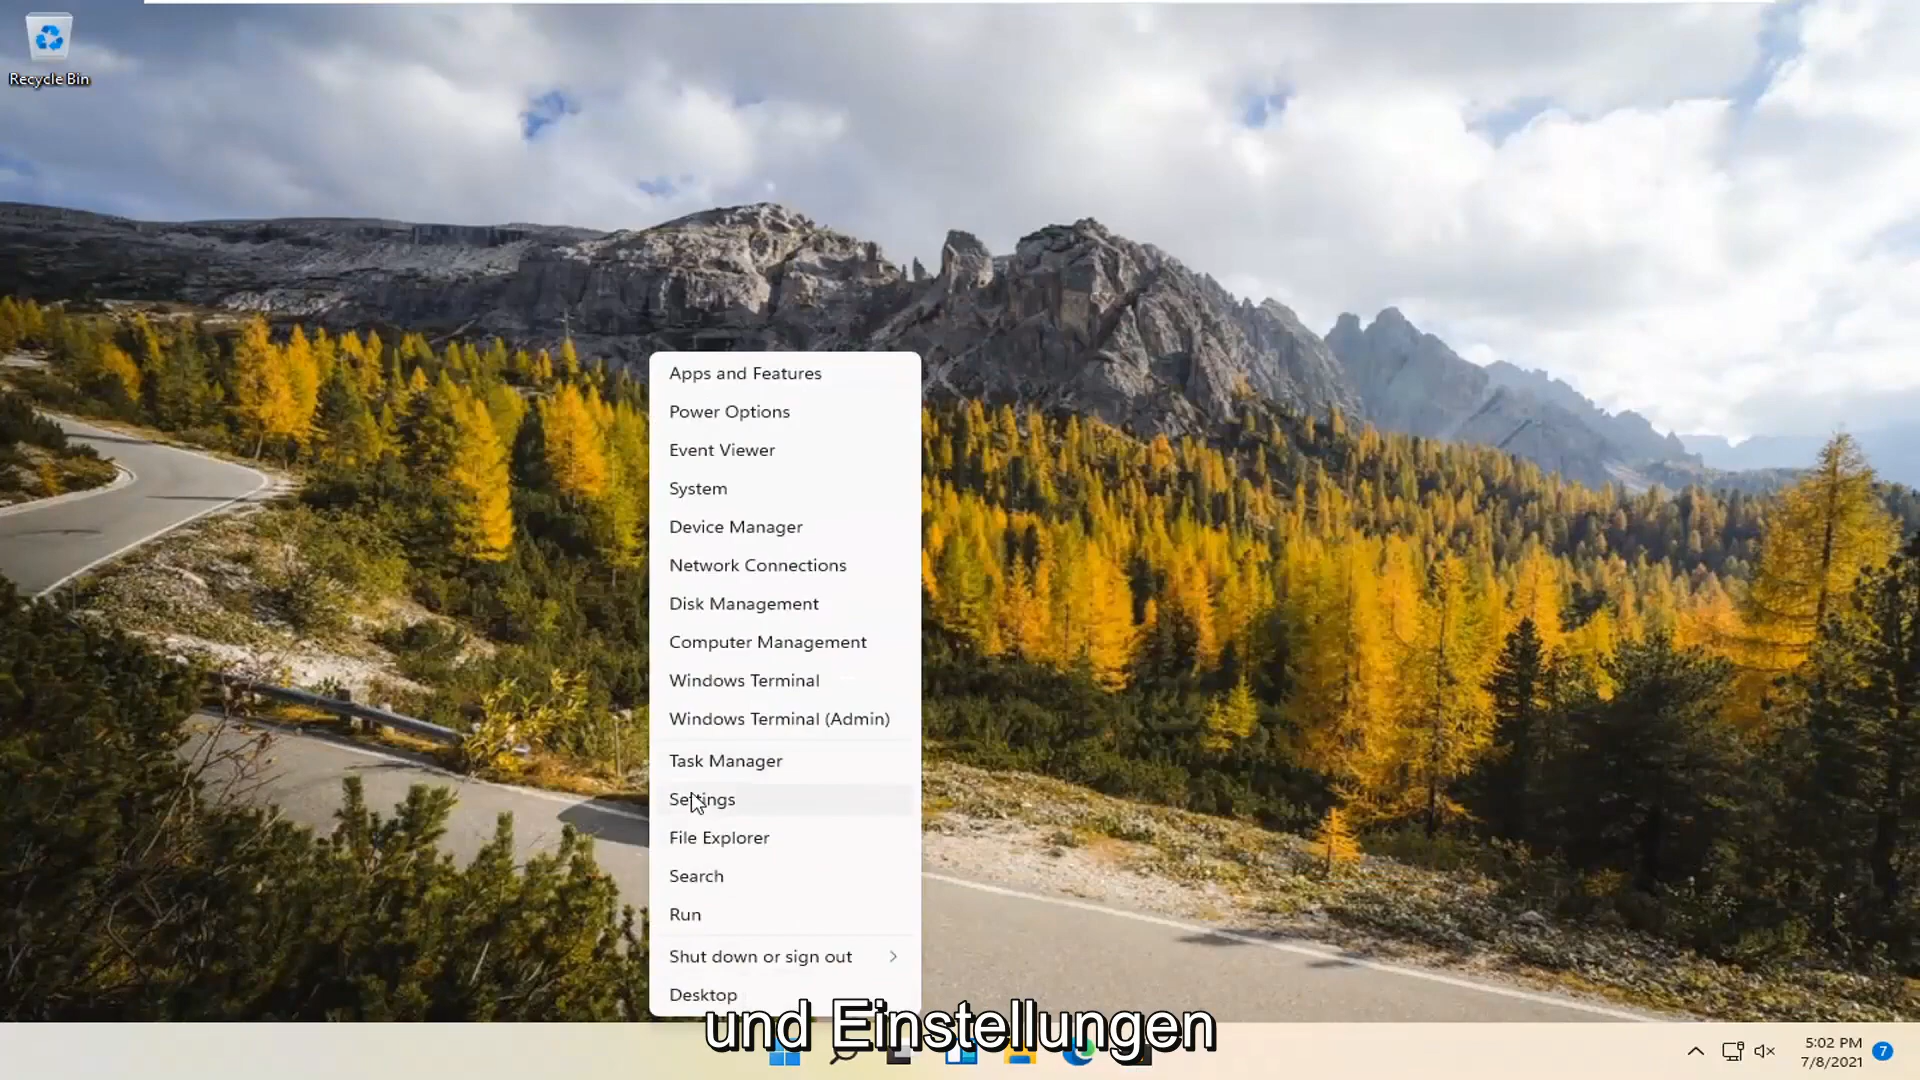 Recycle Bin
Apps and Features
Power Options
Event Viewer
System
Device Manager
Network Connections
Disk Management
Computer Management
Windows Terminal
Windows Terminal (Admin)
Task Manager
Settings
File Explorer
Search
Run
Shut down or sign out
Desktop
und Einstellungen
5:02 PM
7/8/2021
7